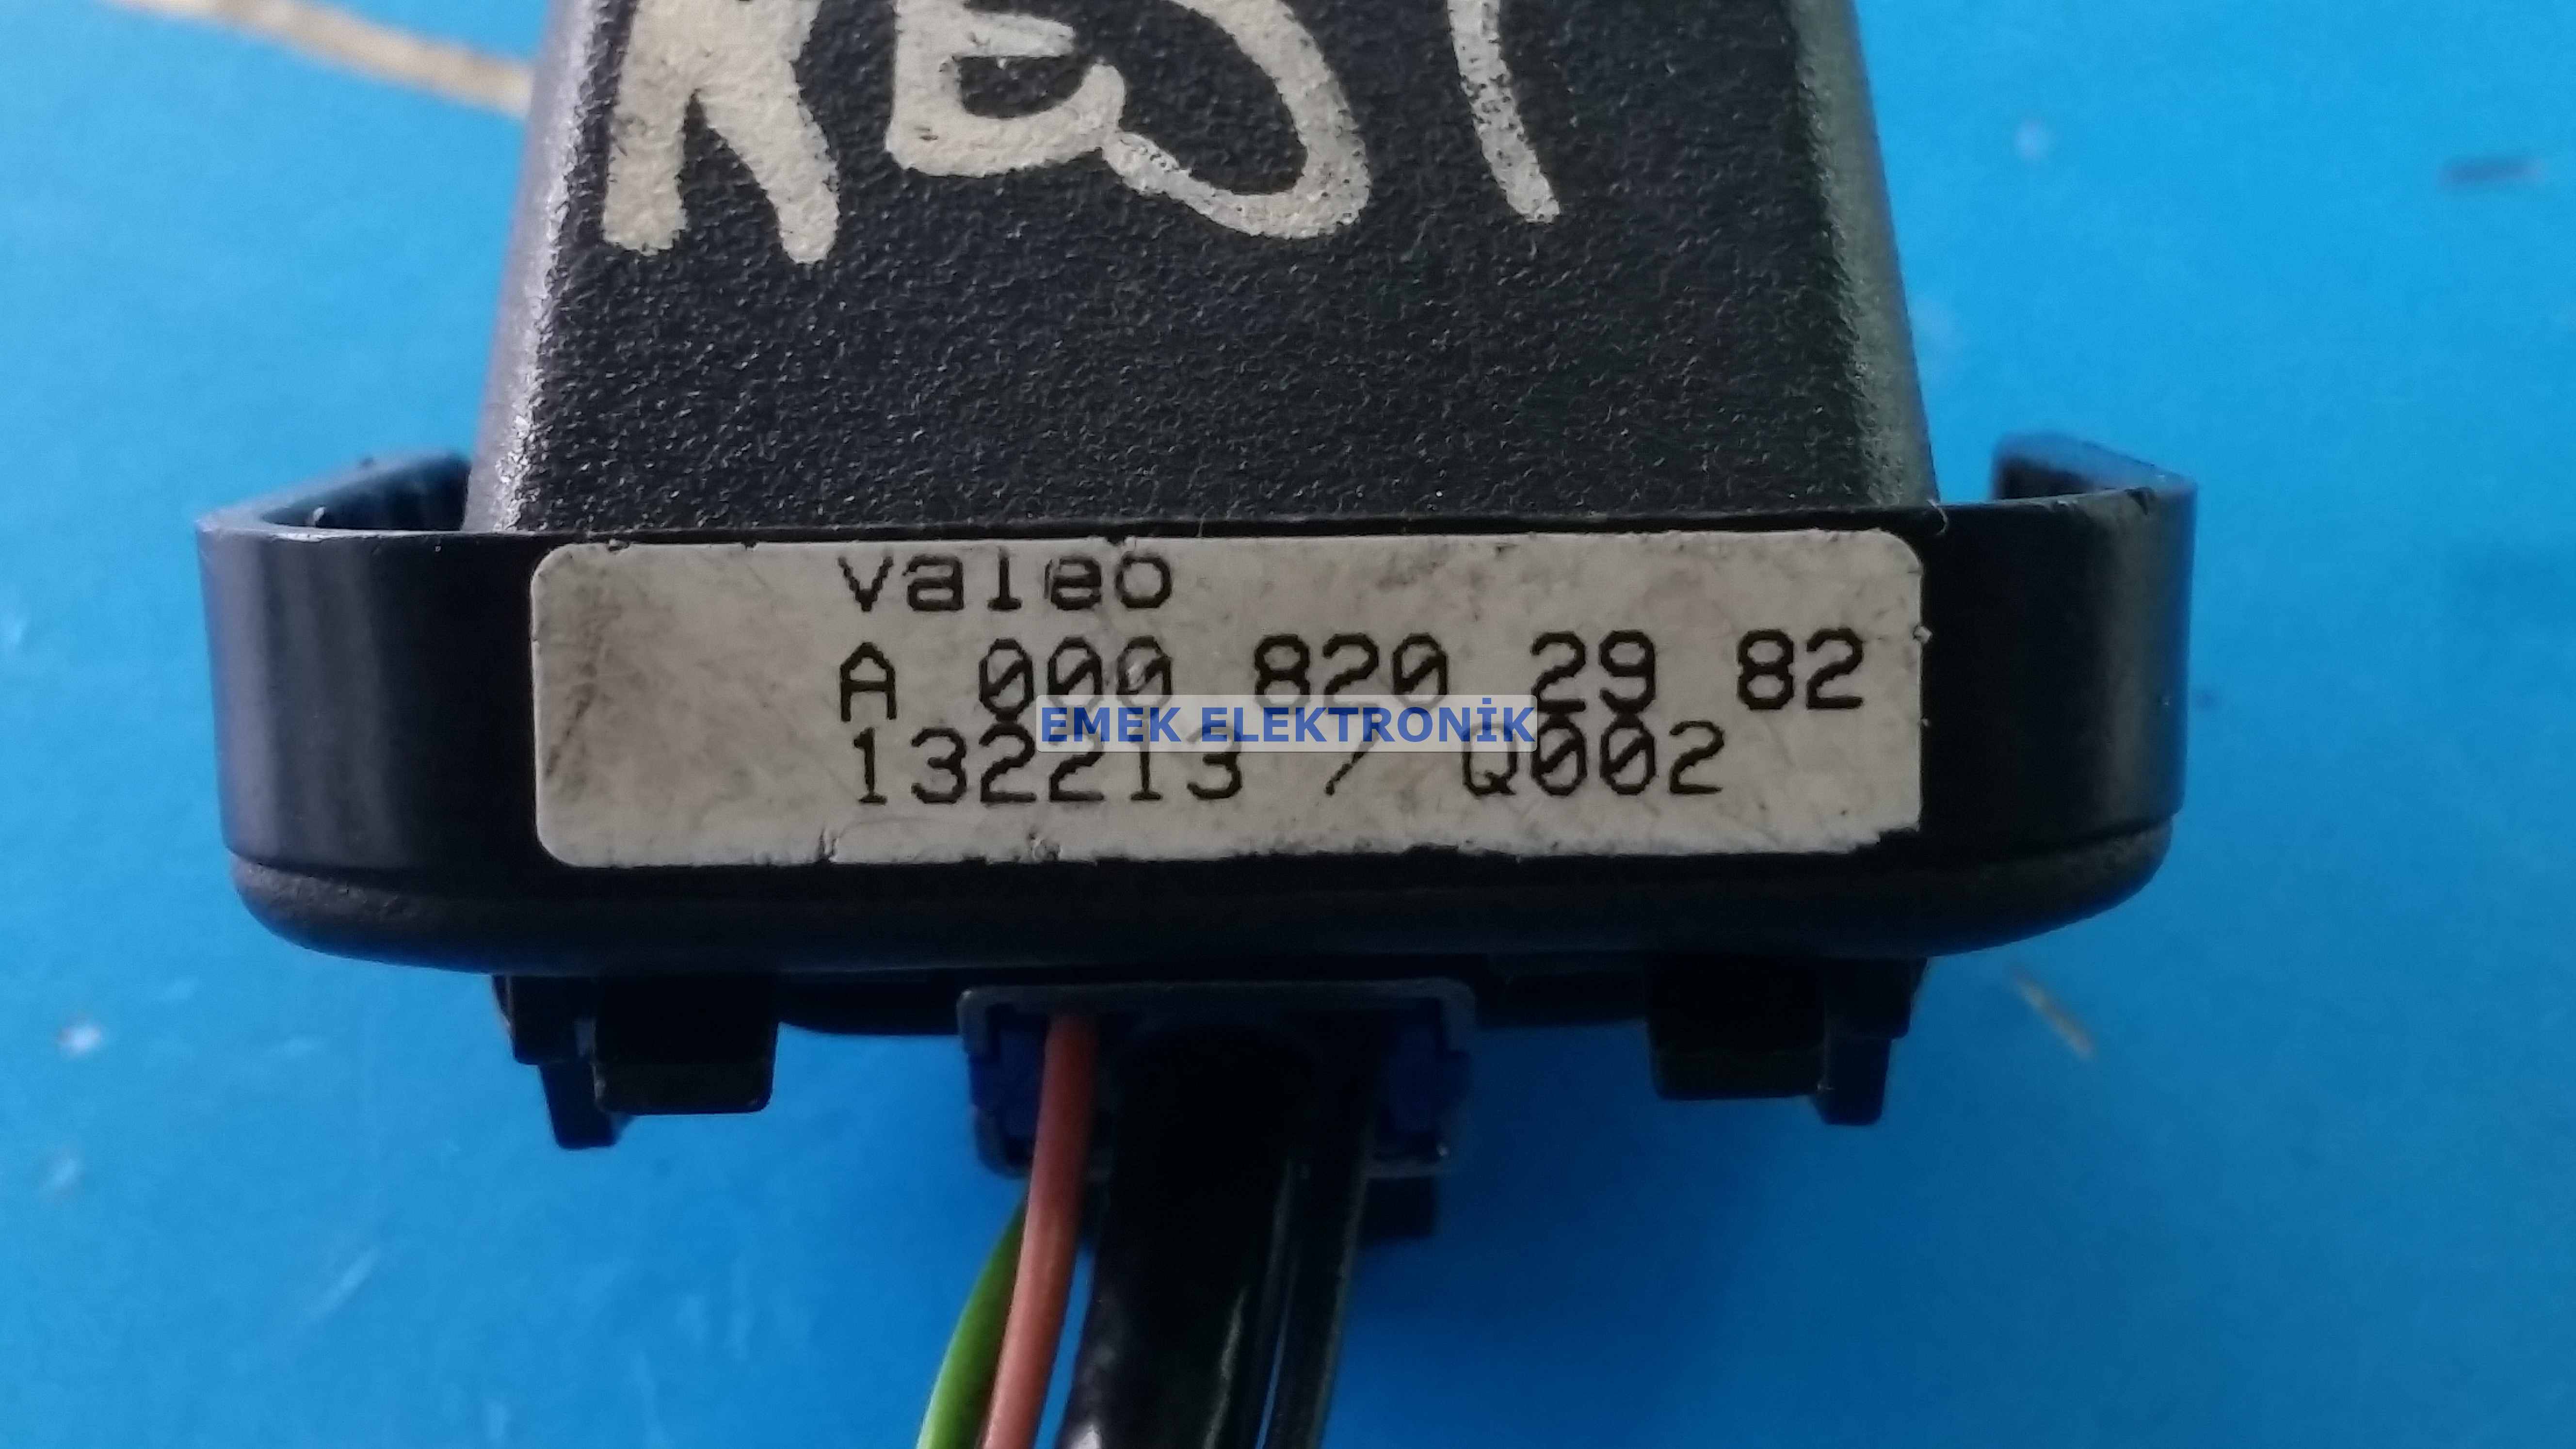 valeo
A 000 820 29 82
EMEK ELEKTRONİK
132213 / Q002